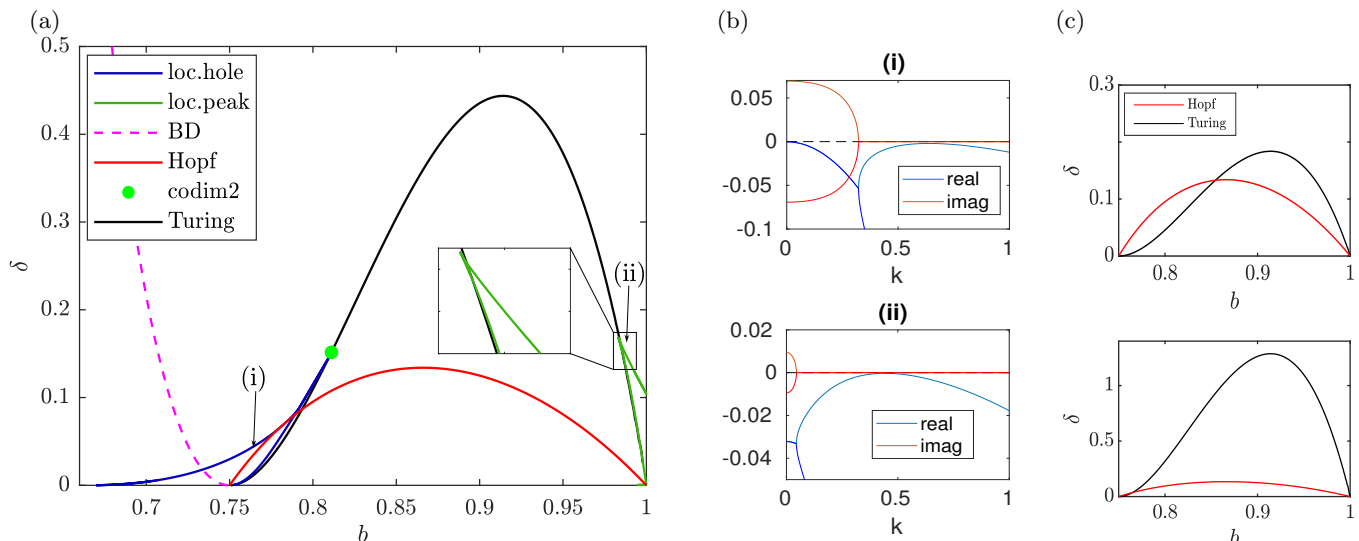 (a)
0.5
0.4
0.3
0.2
0.1
0
δ
loc.hole
loc.peak
BD
Hopf
codim2
Turing
(i)
(ii)
0.7
0.75
0.8
0.85
0.9
0.95
1
b
(b)
(i)
0.05
0
-0.05
-0.1
real
imag
0
0.5
1
k
(ii)
0.02
0
-0.02
-0.04
real
imag
0
0.5
1
k
(c)
0.3
0.1
0
δ
Hopf
Turing
0.8
0.9
1
b
1
0.5
0
δ
0.8
0.9
1
b